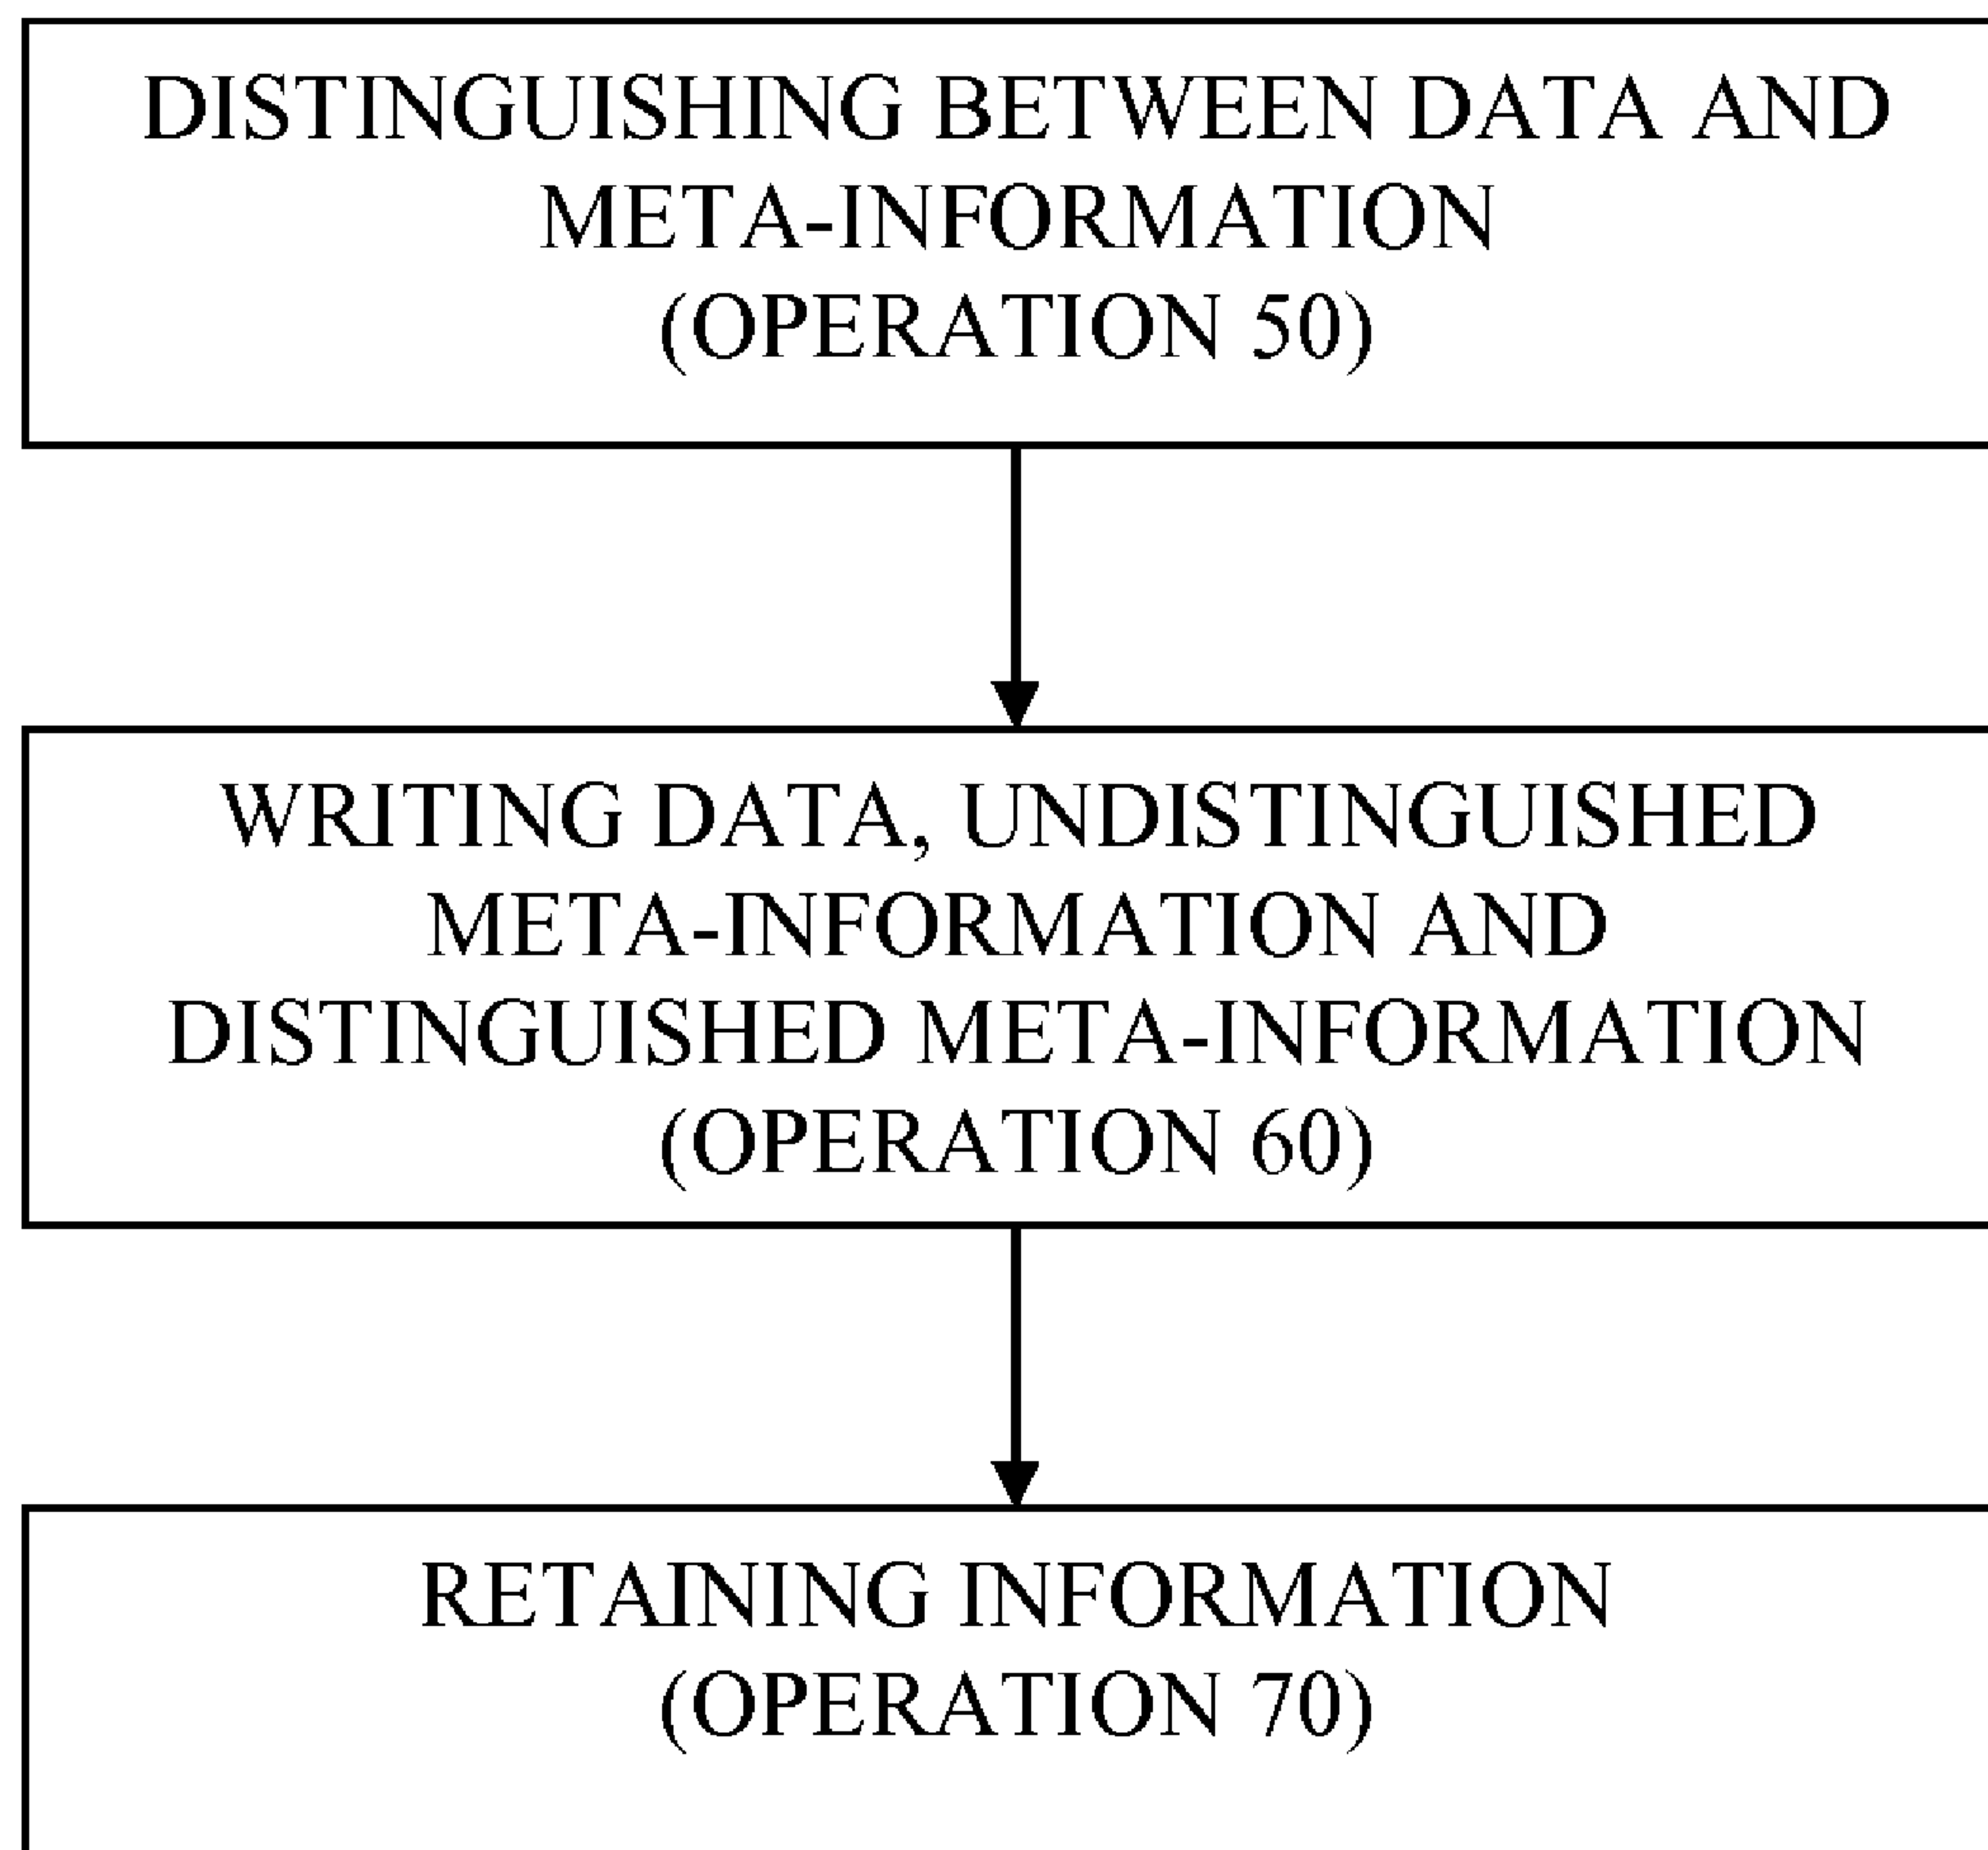 DISTINGUISHING BETWEEN DATA AND
META-INFORMATION
(OPERATION 50)
WRITING DATA, UNDISTINGUISHED
META-INFORMATION AND
DISTINGUISHED META-INFORMATION
(OPERATION 60)
RETAINING INFORMATION
(OPERATION 70)